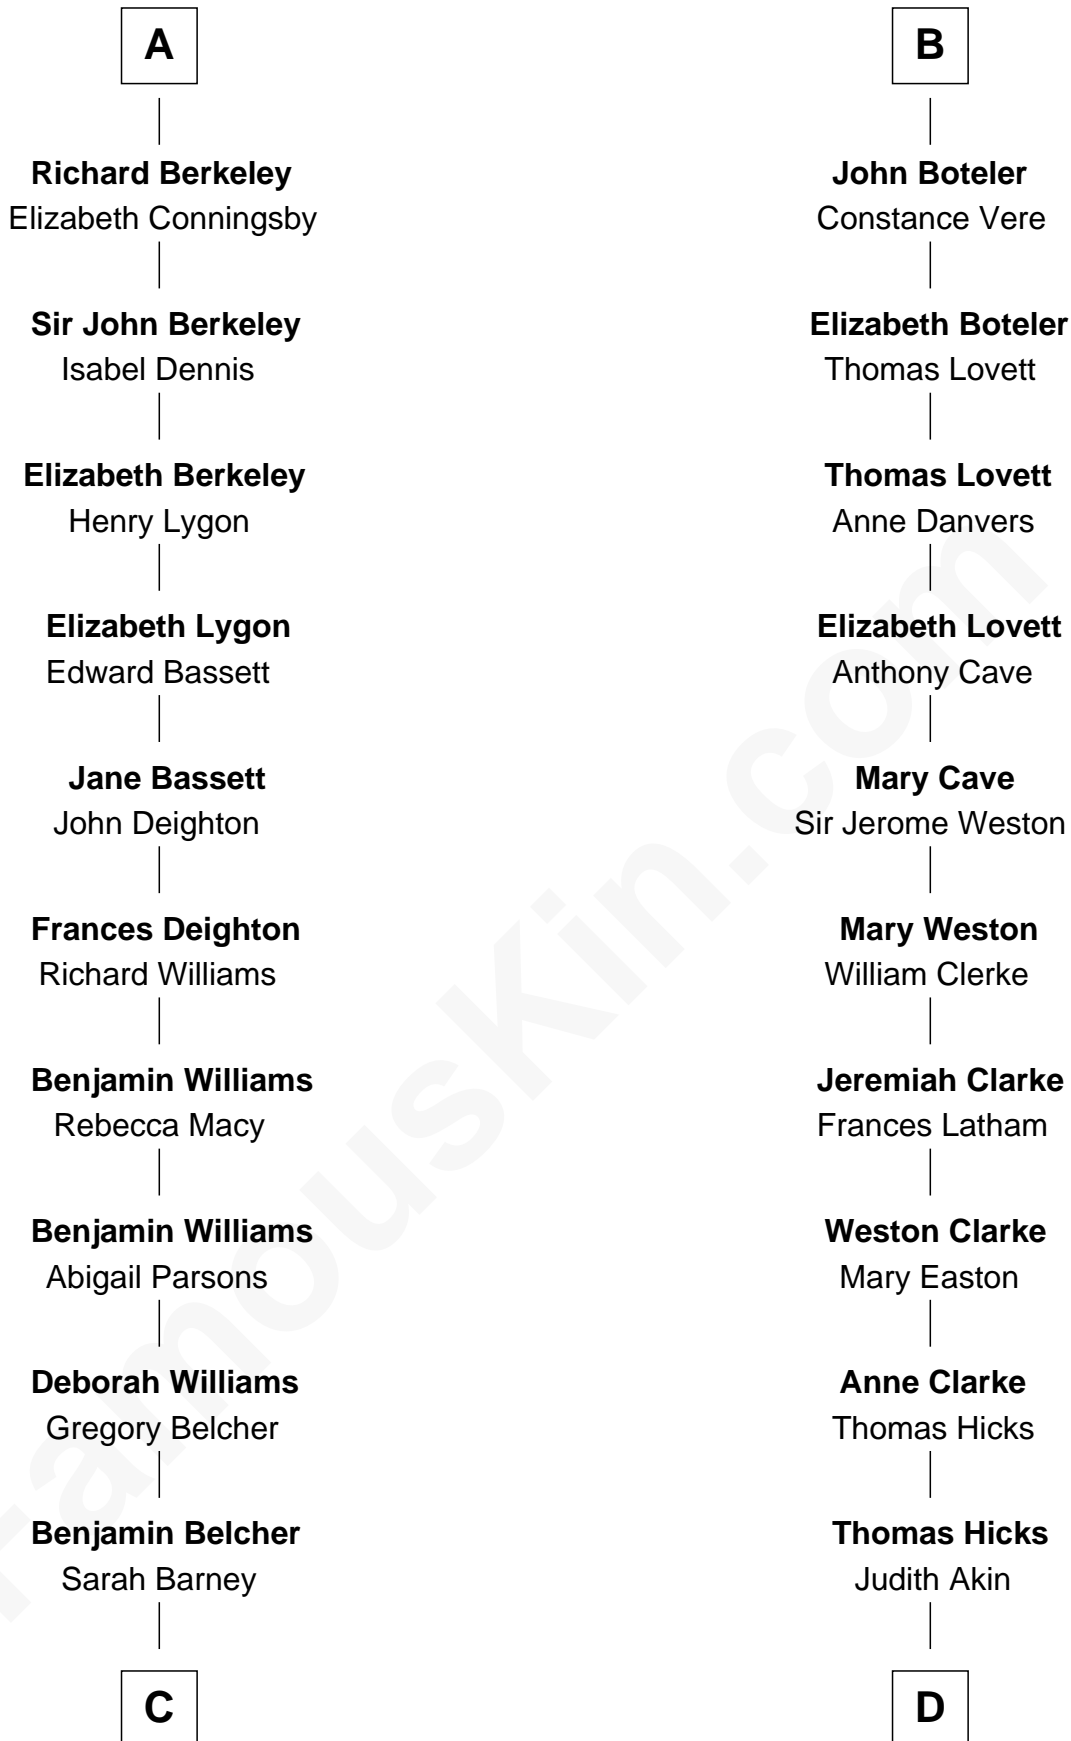 A
Richard Berkeley
Elizabeth Conningsby
Sir John Berkeley
Isabel Dennis
Elizabeth Berkeley
Henry Lygon
Elizabeth Lygon
Edward Bassett
Jane Bassett
John Deighton
Frances Deighton
Richard Williams
Benjamin Williams
Rebecca Macy
Benjamin Williams
Abigail Parsons
Deborah Williams
Gregory Belcher
Benjamin Belcher
Sarah Barney
C
B
John Boteler
Constance Vere
Elizabeth Boteler
Thomas Lovett
Thomas Lovett
Anne Danvers
Elizabeth Lovett
Anthony Cave
Mary Cave
Sir Jerome Weston
Mary Weston
William Clerke
Jeremiah Clarke
Frances Latham
Weston Clarke
Mary Easton
Anne Clarke
Thomas Hicks
Thomas Hicks
Judith Akin
D
FamousKin.com